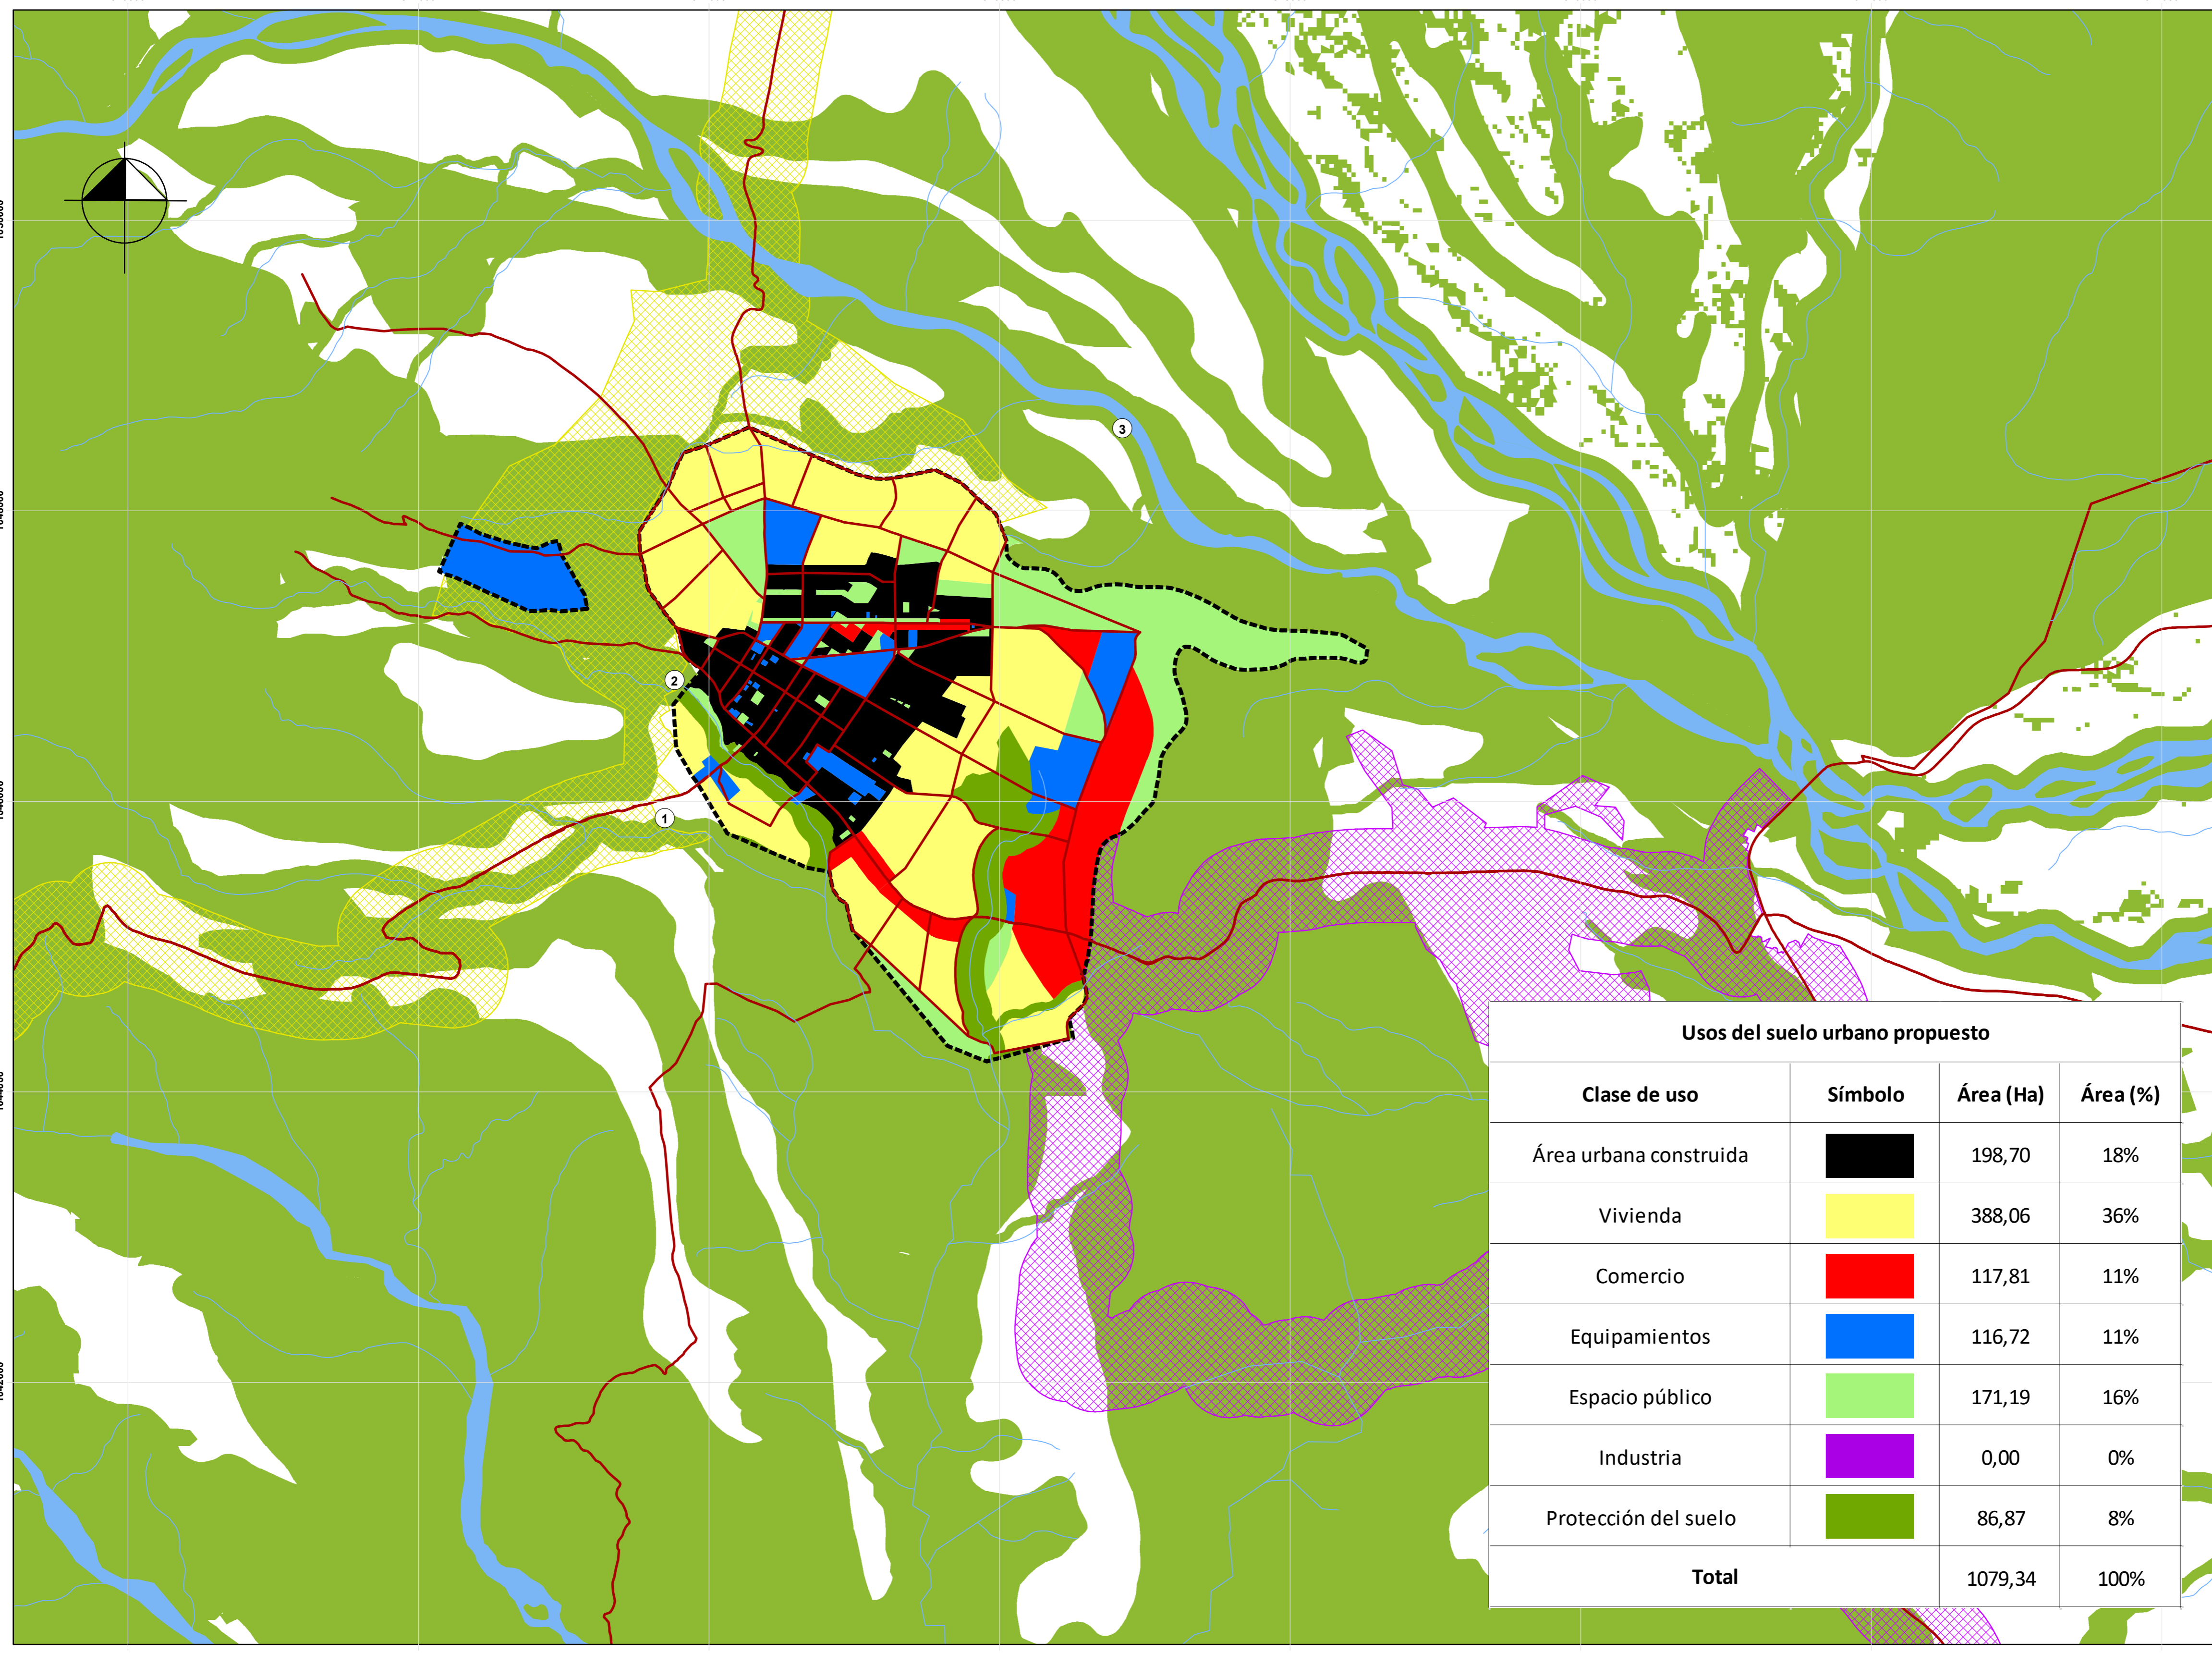 3
2
1
Usos del suelo urbano propuesto
Clase de uso Símbolo Área (Ha) Área (%)
Área urbana construida 198,70 18%
Vivienda 388,06 36%
Comercio 117,81 11%
Equipamientos 116,72 11%
Espacio público 171,19 16%
Industria 0,00 0%
Protección del suelo 86,87 8%
Total 1079,34 100%